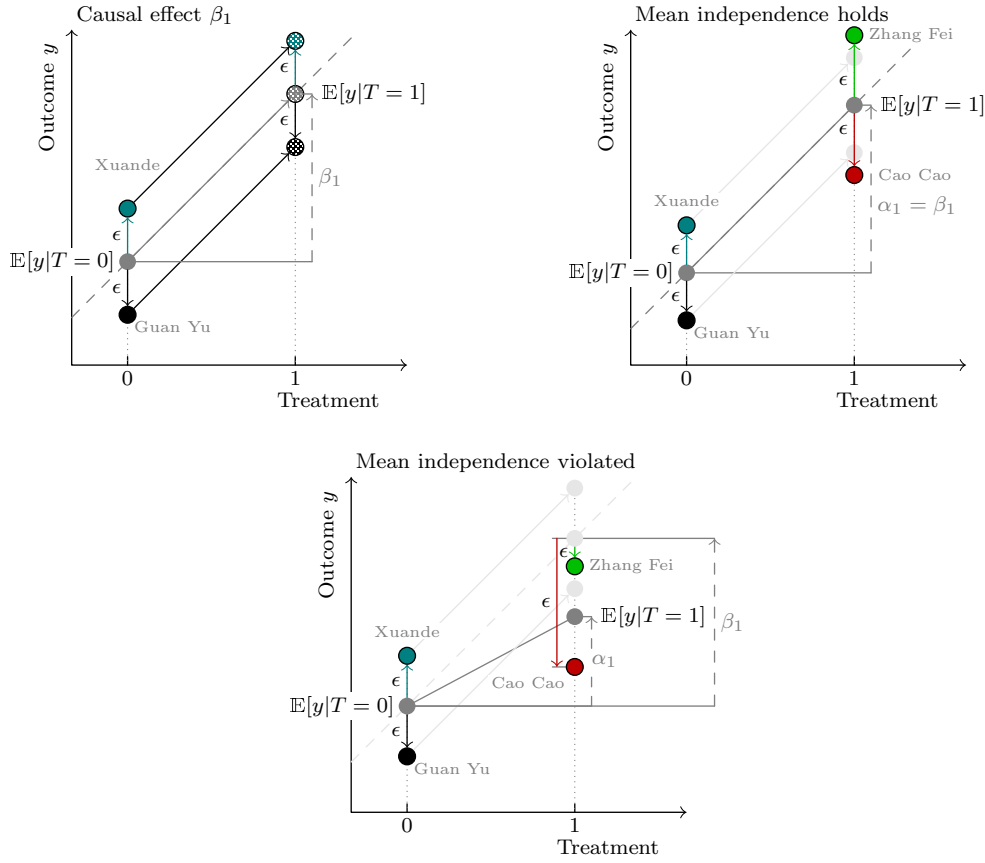 Causal effect β₁
Outcome y
ϵ
𝔼[y|T = 1]
ϵ
Xuande
β₁
ϵ
𝔼[y|T = 0]
ϵ
Guan Yu
0
1
Treatment
Mean independence holds
Outcome y
Zhang Fei
ϵ
𝔼[y|T = 1]
ϵ
Cao Cao
Xuande
α₁ = β₁
ϵ
𝔼[y|T = 0]
ϵ
Guan Yu
0
1
Treatment
Mean independence violated
Outcome y
ϵ
Zhang Fei
ϵ
𝔼[y|T = 1]
β₁
Xuande
α₁
ϵ
Cao Cao
𝔼[y|T = 0]
ϵ
Guan Yu
0
1
Treatment